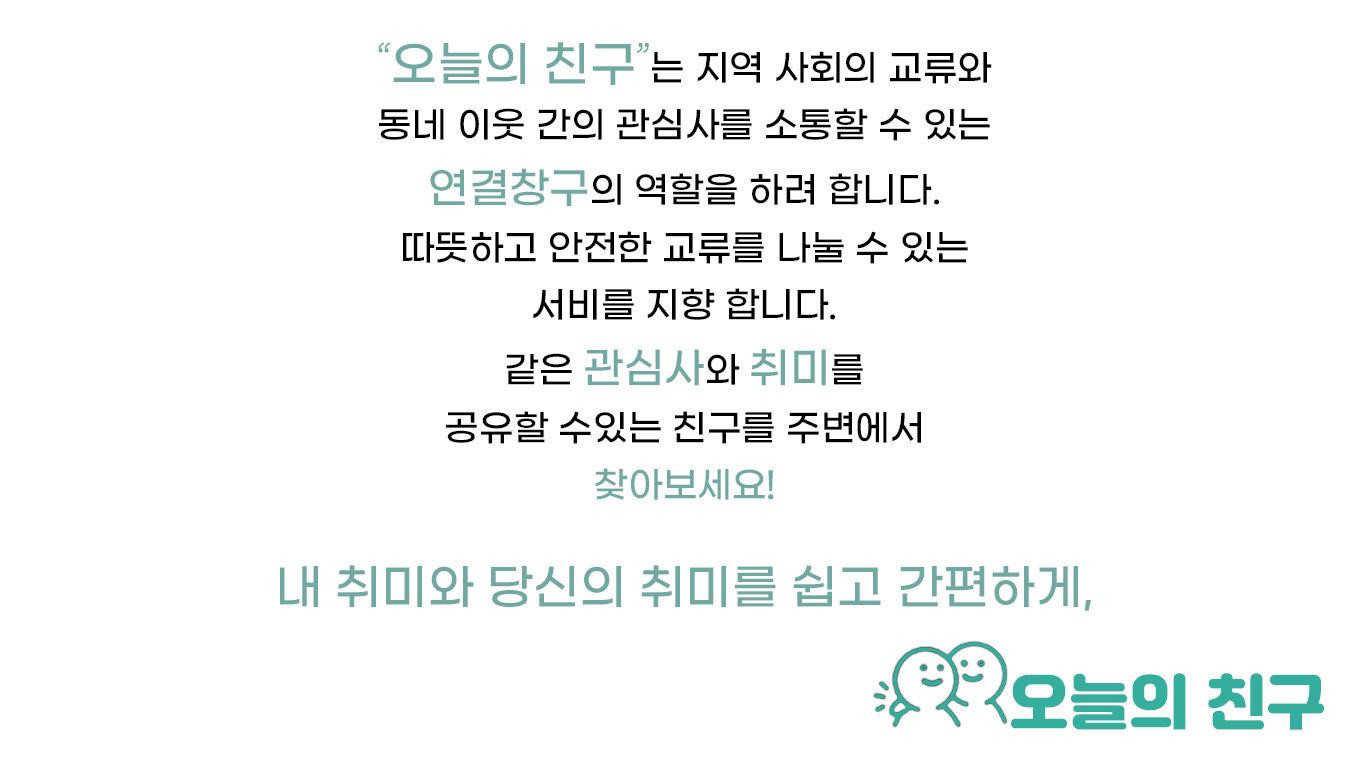 “오늘의 친구”는 지역 사회의 교류와
동네 이웃 간의 관심사를 소통할 수 있는
연결창구의 역할을 하려 합니다.
따뜻하고 안전한 교류를 나눌 수 있는
서비를 지향 합니다.
같은 관심사와 취미를
공유할 수있는 친구를 주변에서
찾아보세요!
내 취미와 당신의 취미를 쉽고 간편하게,
오늘의 친구